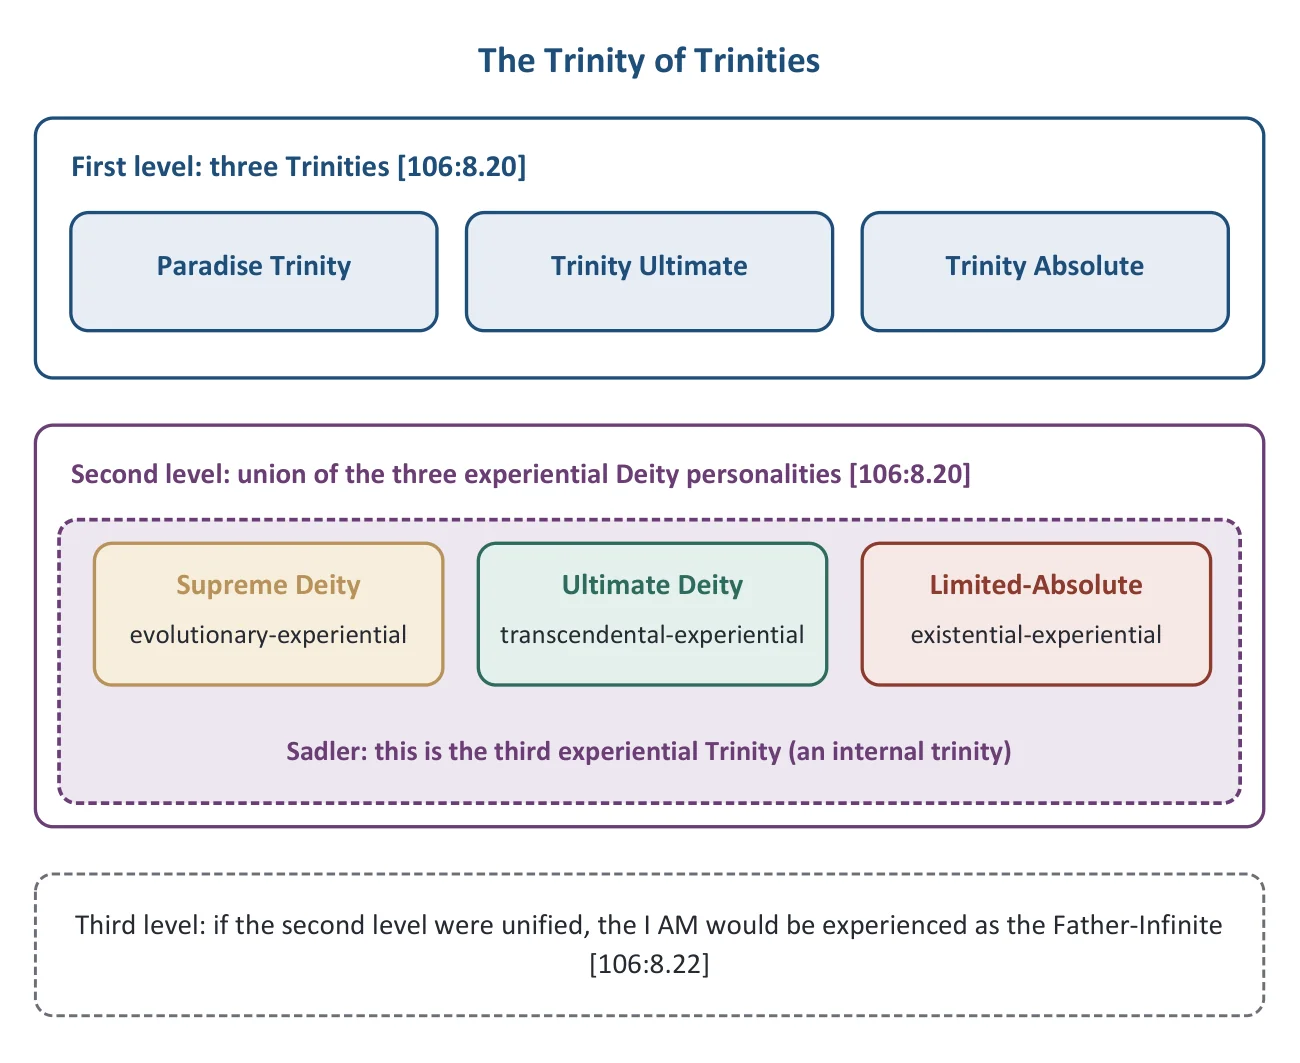 The Trinity of Trinities
First level: three Trinities [106:8.20]
Paradise Trinity
Trinity Ultimate
Trinity Absolute
Second level: union of the three experiential Deity personalities [106:8.20]
Supreme Deity
evolutionary-experiential
Ultimate Deity
transcendental-experiential
Limited-Absolute
existential-experiential
Sadler: this is the third experiential Trinity (an internal trinity)
Third level: if the second level were unified, the I AM would be experienced as the Father-Infinite
[106:8.22]